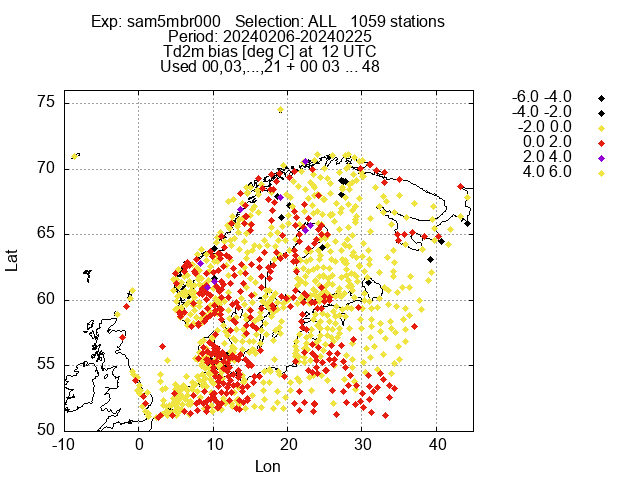 Exp: sam5mbr000   Selection: ALL   1059 stations
Period: 20240206-20240225
Td2m bias [deg C] at  12 UTC
Used 00,03,...,21 + 00 03 ... 48
-6.0 -4.0
-4.0 -2.0
-2.0 0.0
0.0 2.0
2.0 4.0
4.0 6.0
75
70
65
60
55
50
Lat
-10 0 10 20 30 40
Lon